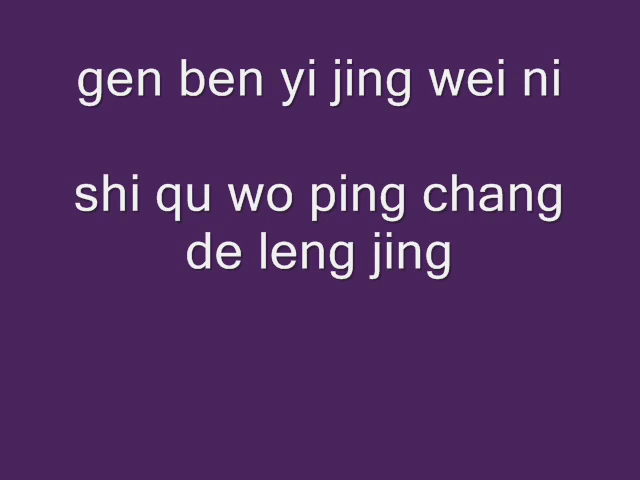 gen ben yi jing wei ni
shi qu wo ping chang
de leng jing